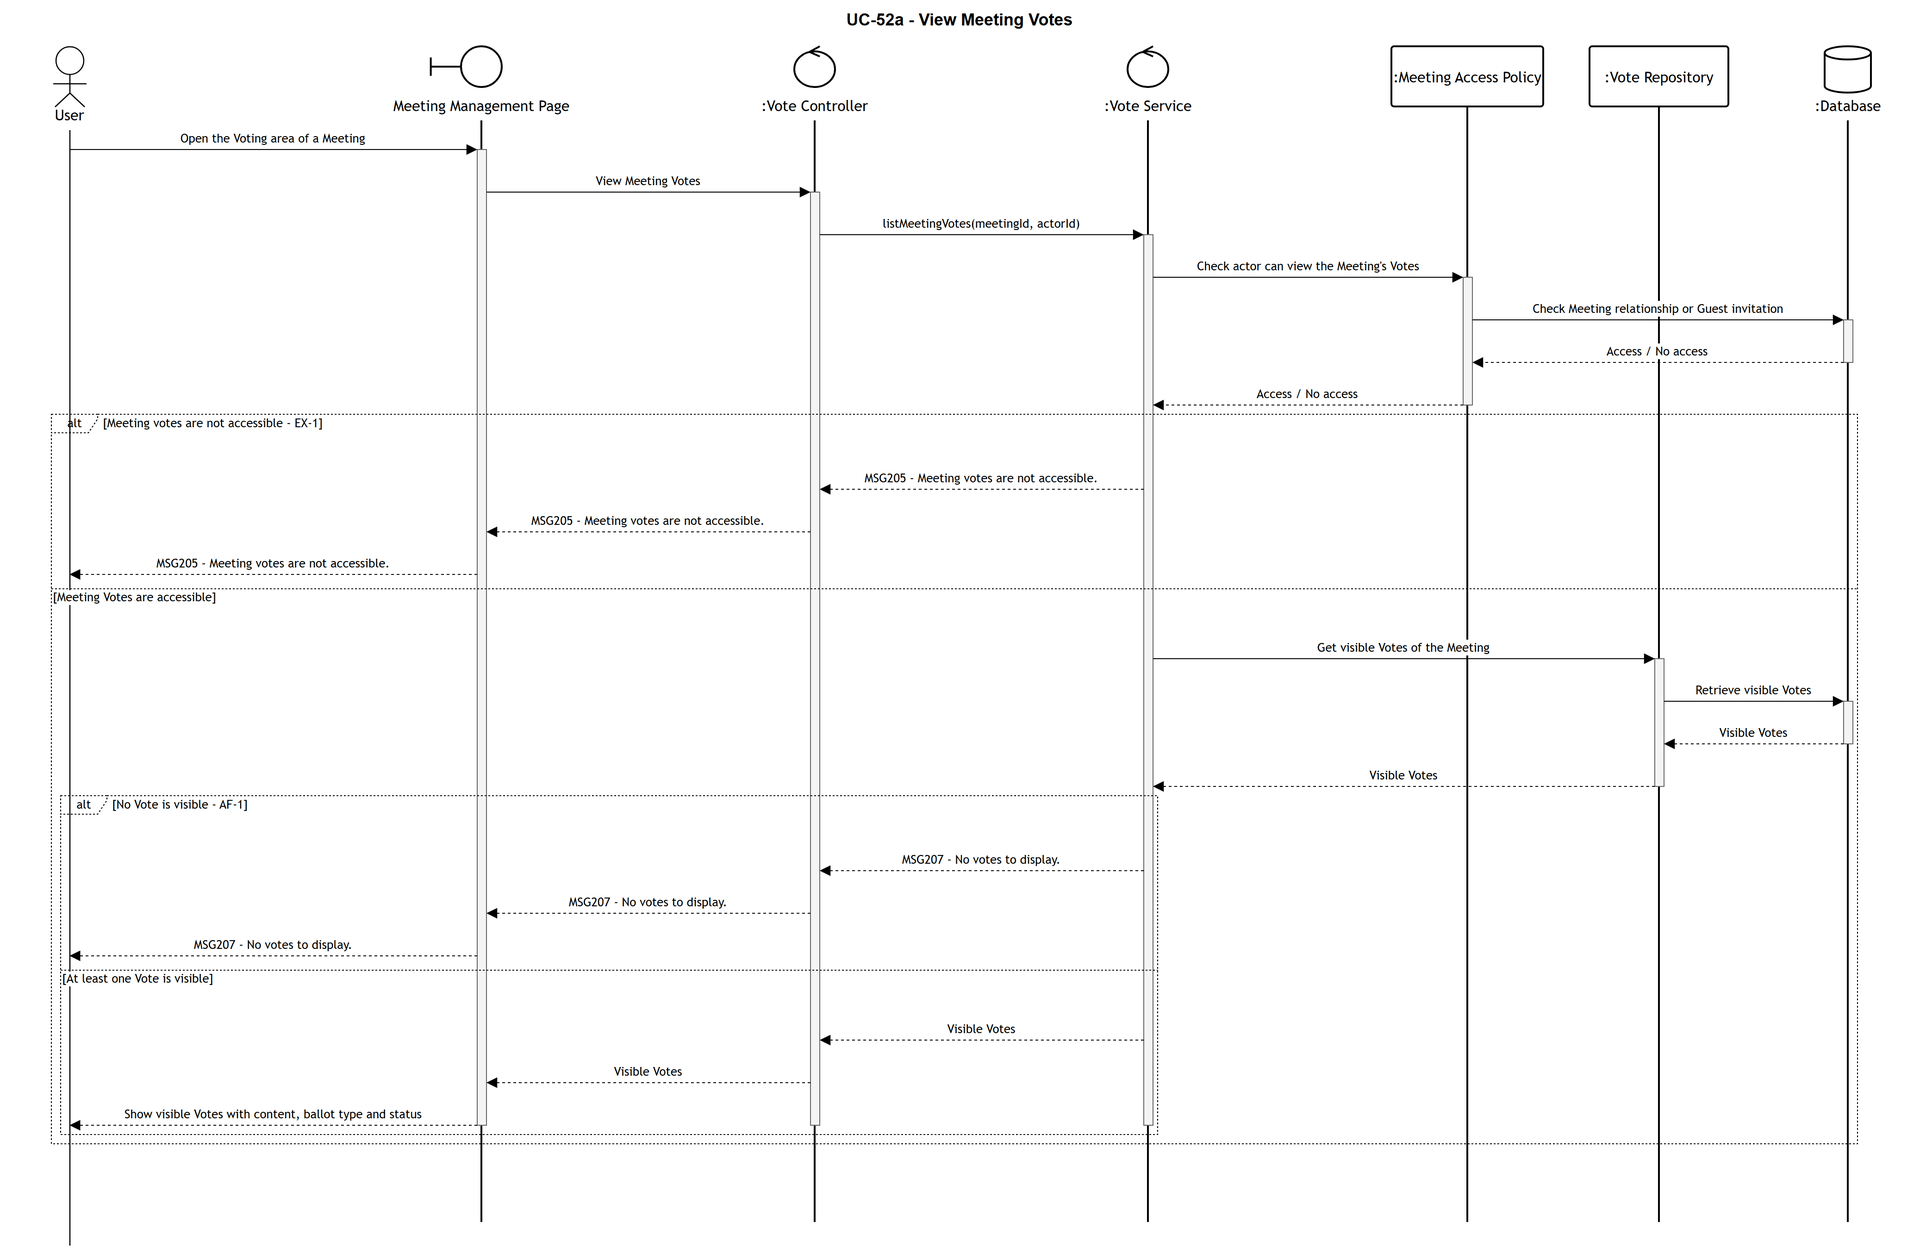 UC-52a - View Meeting Votes
User
Meeting Management Page
:Vote Controller
:Vote Service
:Meeting Access Policy
:Vote Repository
:Database
Open the Voting area of a Meeting
View Meeting Votes
listMeetingVotes(meetingId, actorId)
Check actor can view the Meeting's Votes
Check Meeting relationship or Guest invitation
Access / No access
Access / No access
alt
[Meeting votes are not accessible - EX-1]
MSG205 - Meeting votes are not accessible.
MSG205 - Meeting votes are not accessible.
MSG205 - Meeting votes are not accessible.
[Meeting Votes are accessible]
Get visible Votes of the Meeting
Retrieve visible Votes
Visible Votes
Visible Votes
alt
[No Vote is visible - AF-1]
MSG207 - No votes to display.
MSG207 - No votes to display.
MSG207 - No votes to display.
[At least one Vote is visible]
Visible Votes
Visible Votes
Show visible Votes with content, ballot type and status